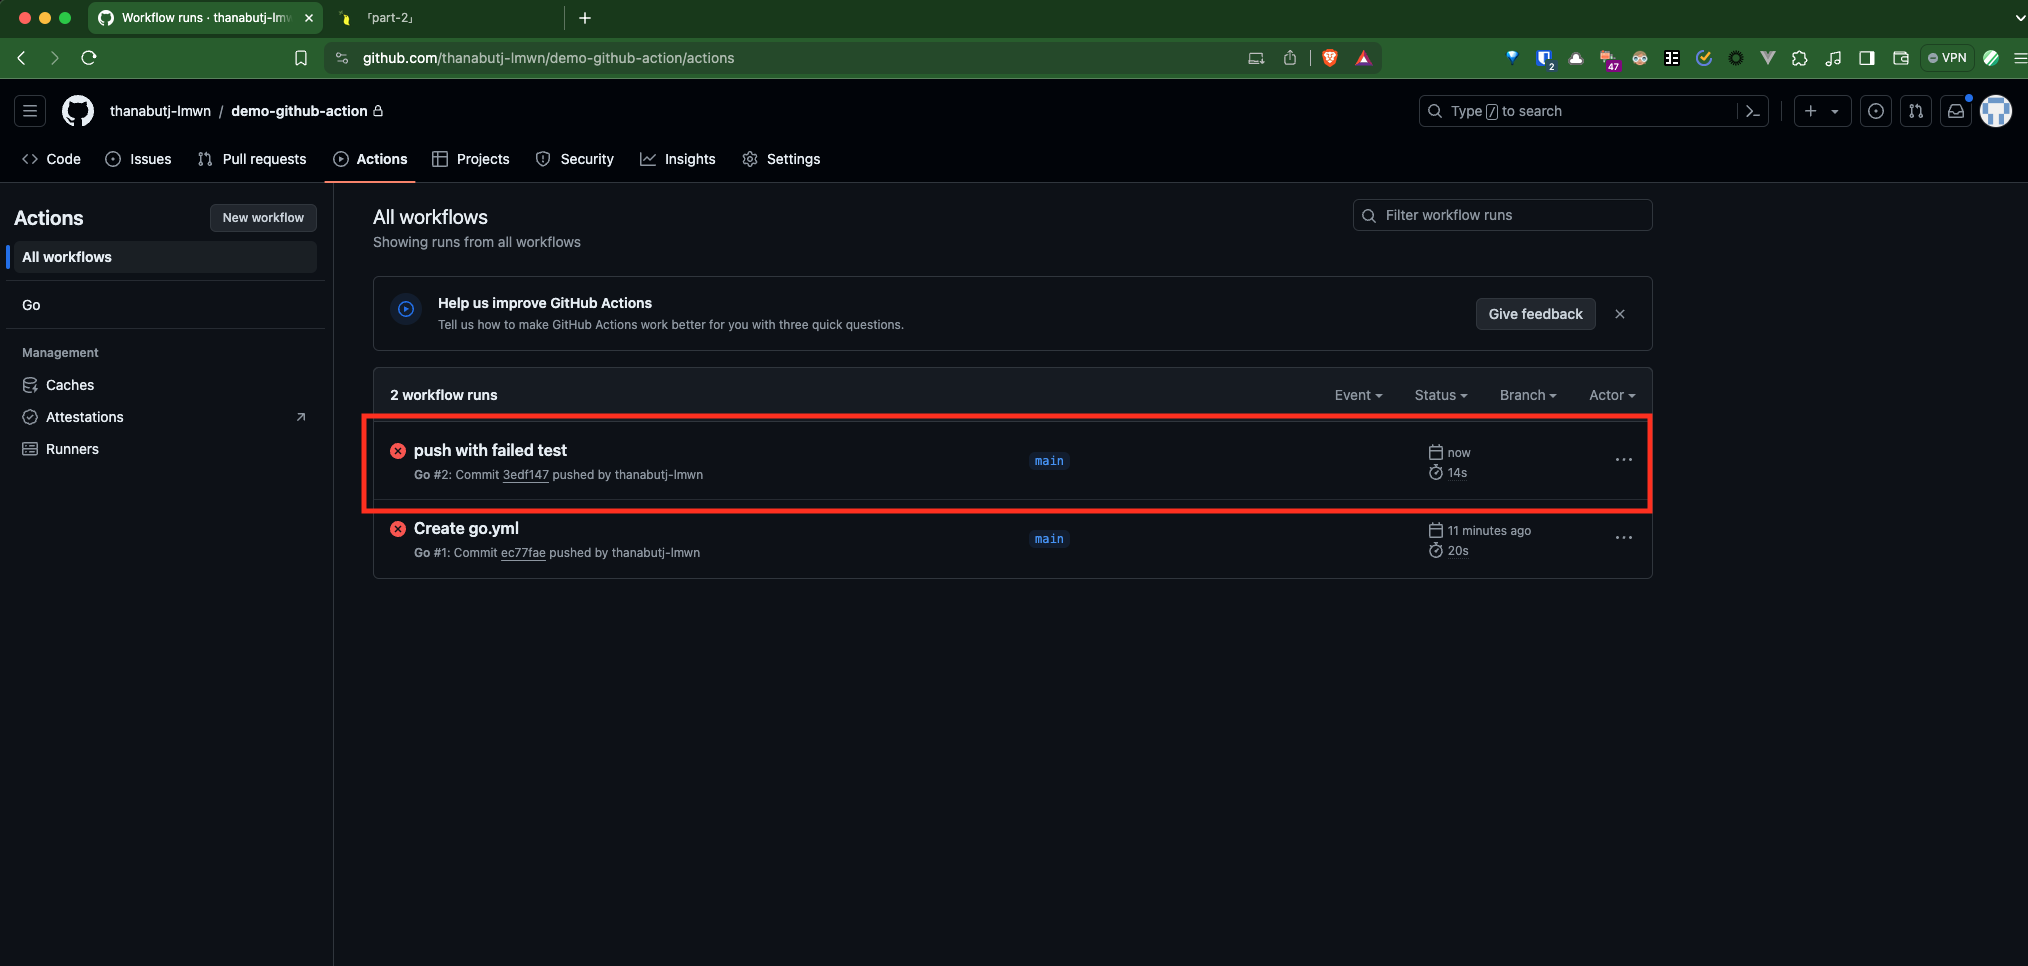 Workflow runs · thanabutj-lmw
「part-2」
github.com/thanabutj-lmwn/demo-github-action/actions
2
47
VPN
thanabutj-lmwn / demo-github-action
Type / to search
Code
Issues
Pull requests
Actions
Projects
Security
Insights
Settings
Actions
New workflow
All workflows
Go
Management
Caches
Attestations
Runners
All workflows
Showing runs from all workflows
Filter workflow runs
Help us improve GitHub Actions
Tell us how to make GitHub Actions work better for you with three quick questions.
Give feedback
2 workflow runs
Event
Status
Branch
Actor
push with failed test
Go #2: Commit 3edf147 pushed by thanabutj-lmwn
main
now
14s
Create go.yml
Go #1: Commit ec77fae pushed by thanabutj-lmwn
main
11 minutes ago
20s